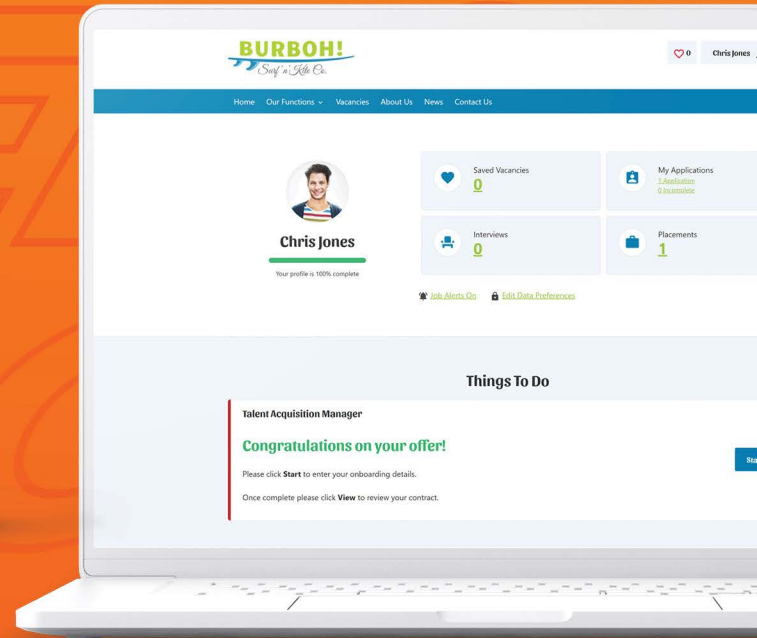 BURBOH!
Surf 'n' Kite Co.
0
Chris Jones
Home Our Functions Vacancies About Us News Contact Us
Saved Vacancies
0
My Applications
1 Application
0 Incomplete
Chris Jones
Your profile is 100% complete
Interviews
0
Placements
1
Job Alerts On Edit Data Preferences
Things To Do
Talent Acquisition Manager
Congratulations on your offer!
Please click Start to enter your onboarding details.
Sta
Once complete please click View to review your contract.